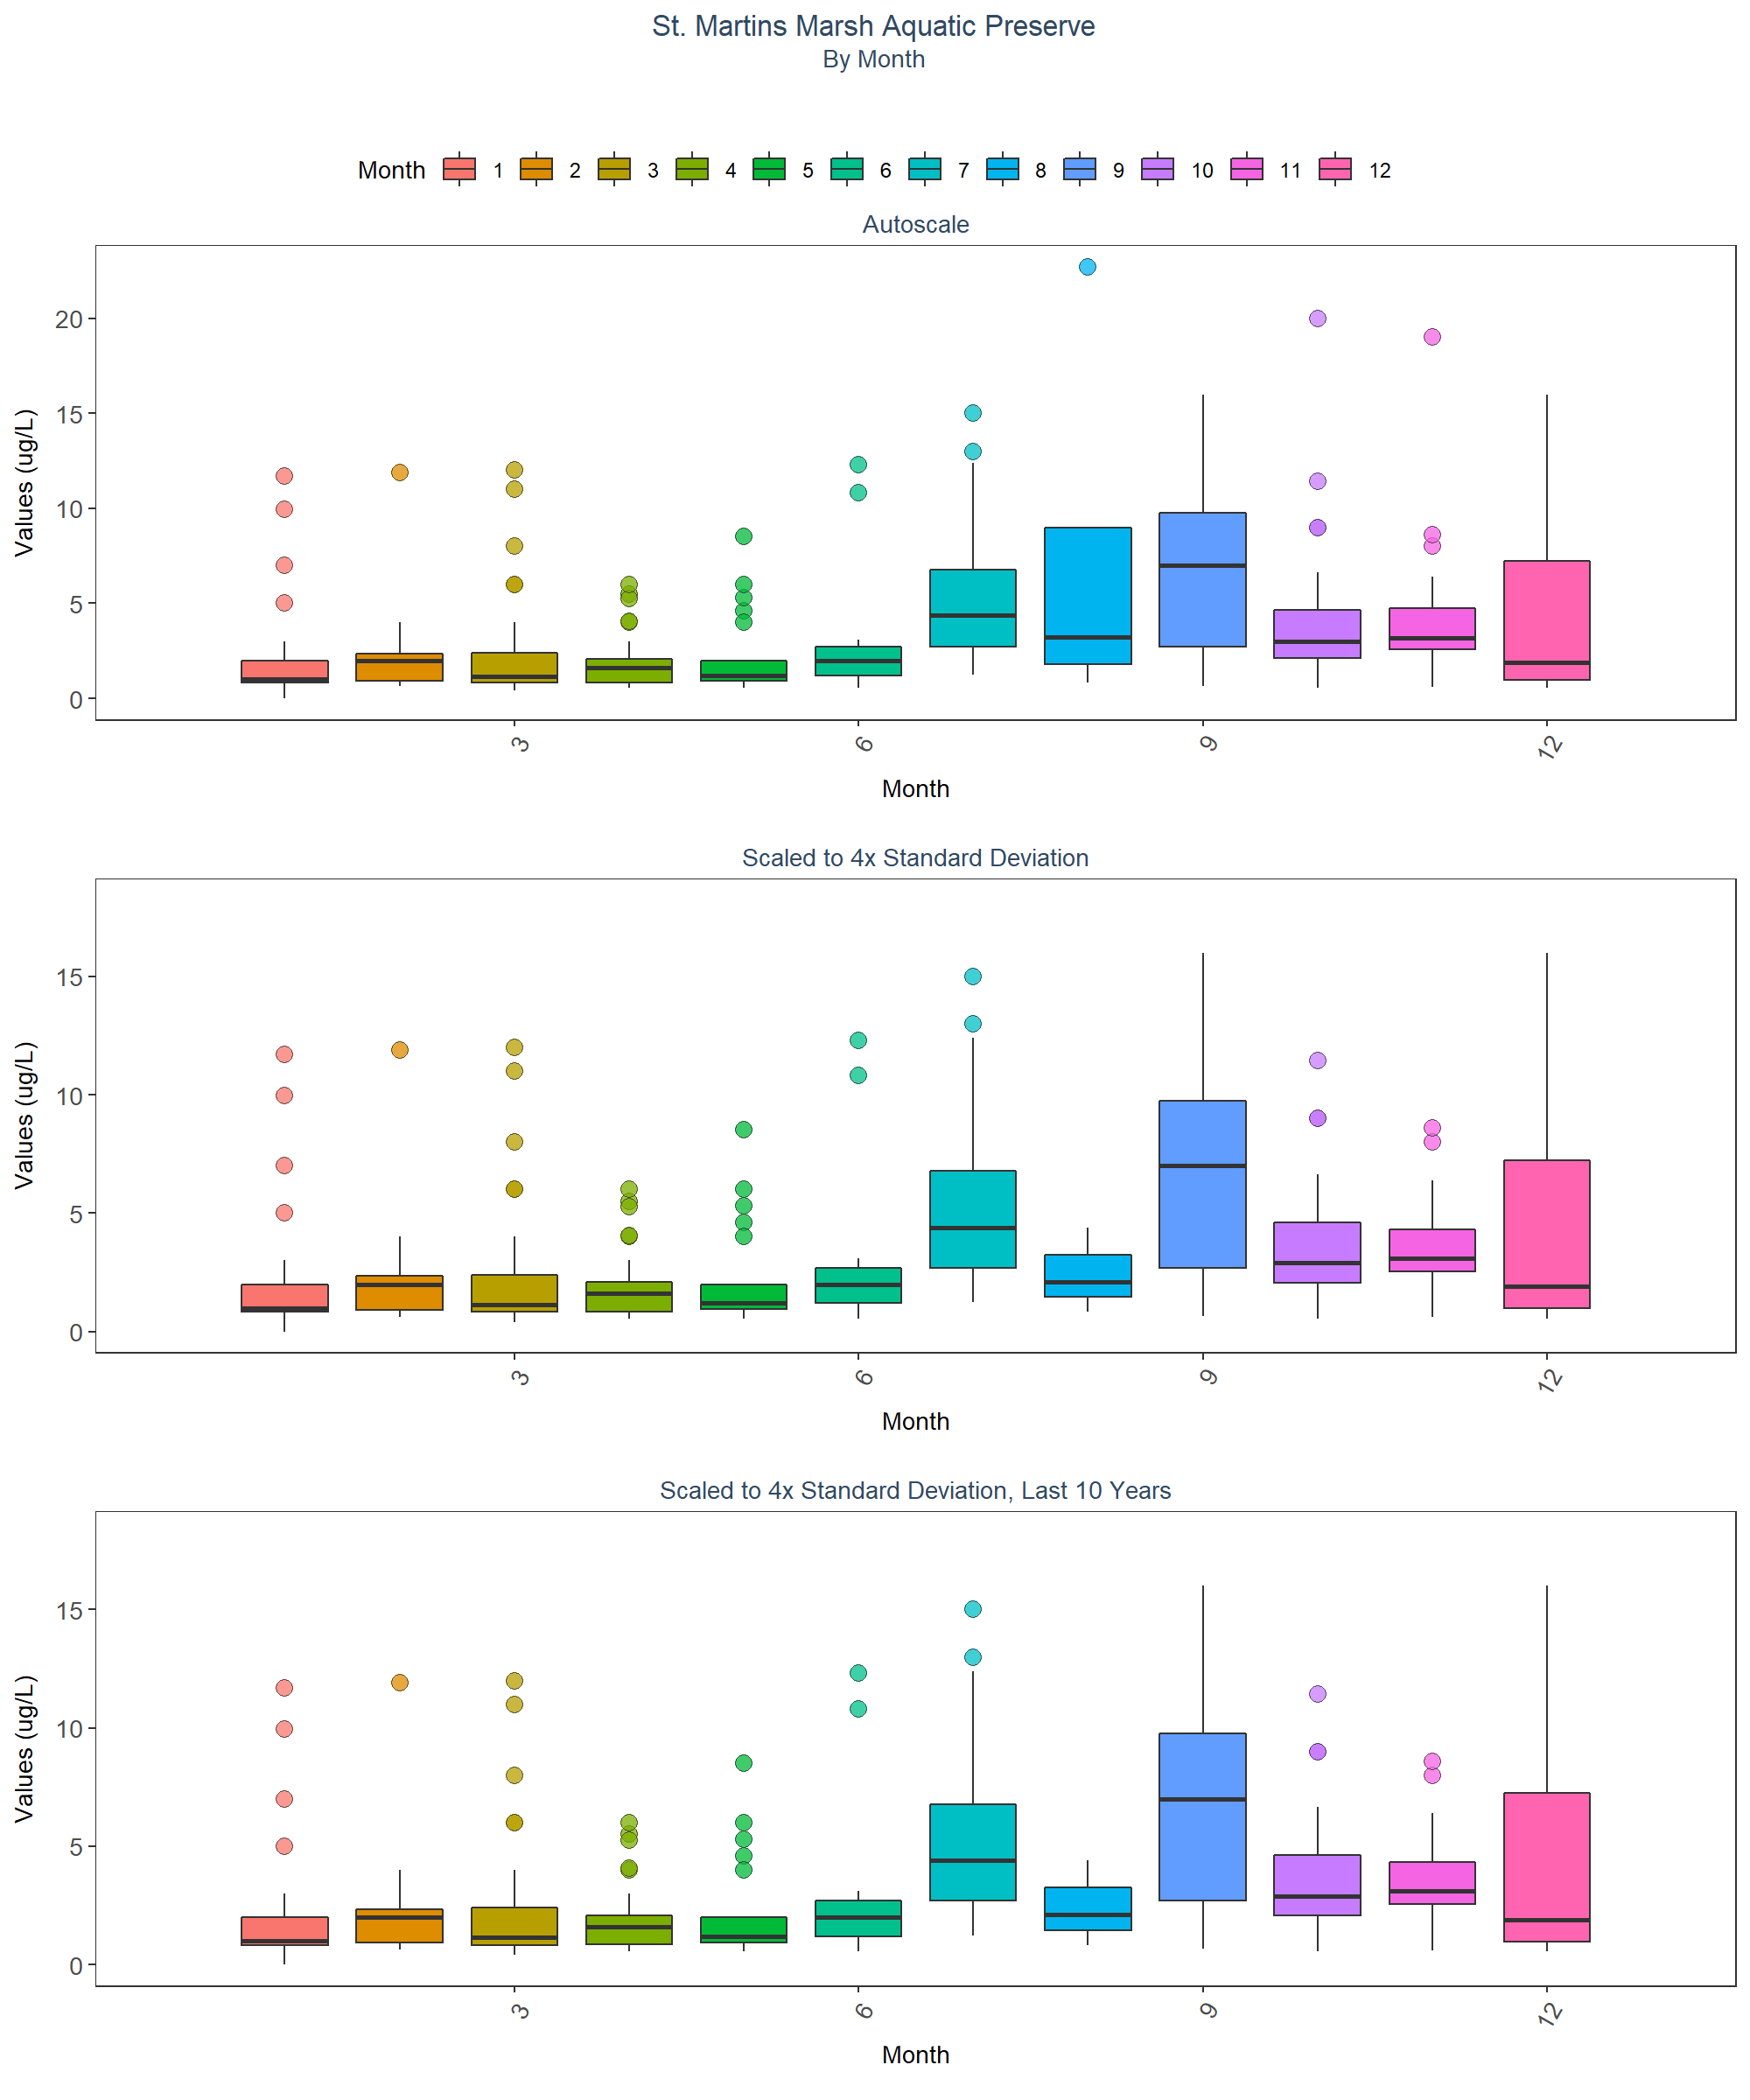 St. Martins Marsh Aquatic Preserve
By Month
Month 1 2 3 4 5 6 7 8 9 10 11 12
Autoscale
Values (ug/L)
20
15
10
5
0
3 6 9 12
Month
Scaled to 4x Standard Deviation
Values (ug/L)
15
10
5
0
3 6 9 12
Month
Scaled to 4x Standard Deviation, Last 10 Years
Values (ug/L)
15
10
5
0
3 6 9 12
Month